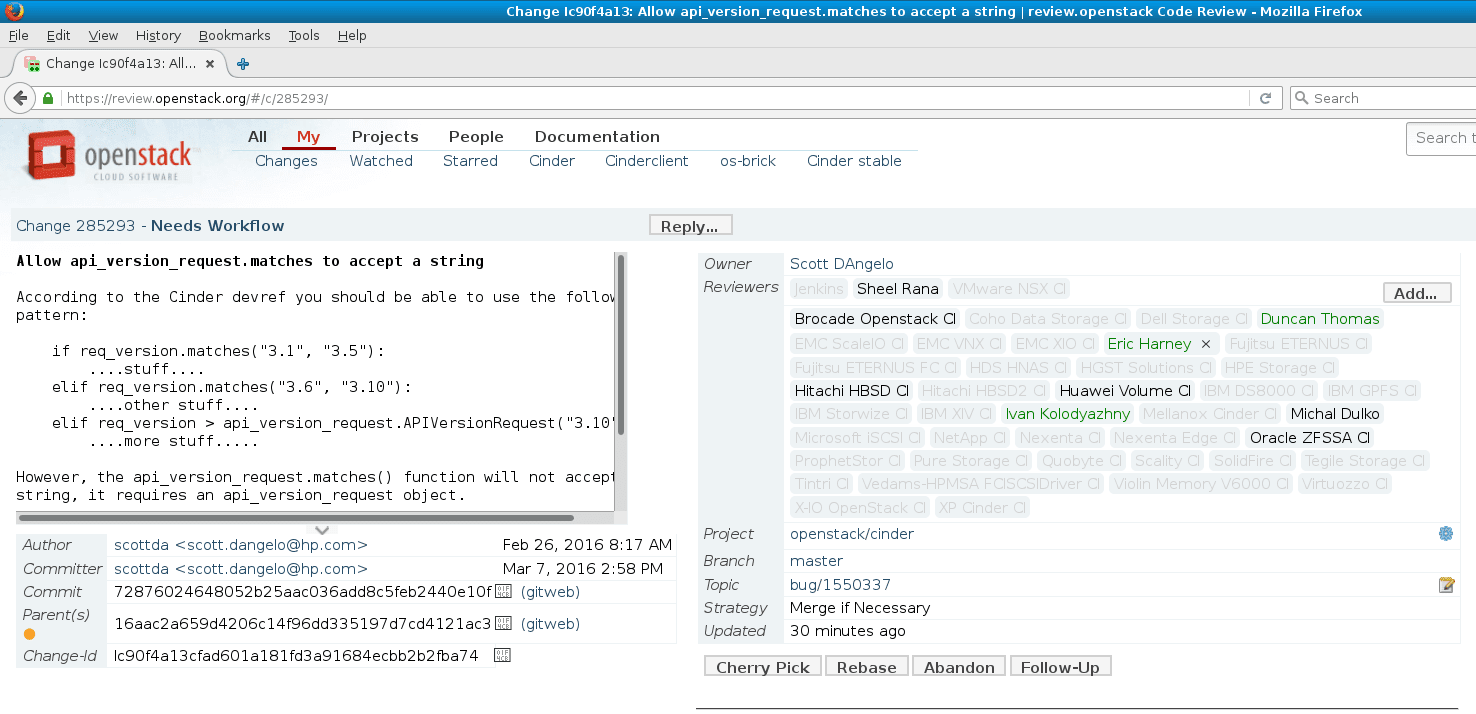 Change Ic90f4a13: Allow api_version_request.matches to accept a string | review.openstack Code Review - Mozilla Firefox
File Edit View History Bookmarks Tools Help
Change Ic90f4a13: All...
https://review.openstack.org/#/c/285293/
Search
openstack
CLOUD SOFTWARE
All My Projects People Documentation
Changes Watched Starred Cinder Cinderclient os-brick Cinder stable
Search t
Change 285293 - Needs Workflow
Reply...
Allow api_version_request.matches to accept a string
According to the Cinder devref you should be able to use the follow
pattern:
if req_version.matches("3.1", "3.5"):
....stuff....
elif req_version.matches("3.6", "3.10"):
....other stuff....
elif req_version > api_version_request.APIVersionRequest("3.10"
....more stuff.....
However, the api_version_request.matches() function will not accept
string, it requires an api_version_request object.
Author scottda <scott.dangelo@hp.com> Feb 26, 2016 8:17 AM
Committer scottda <scott.dangelo@hp.com> Mar 7, 2016 2:58 PM
Commit 72876024648052b25aac036add8c5feb2440e10f (gitweb)
Parent(s) 16aac2a659d4206c14f96dd335197d7cd4121ac3 (gitweb)
Change-Id Ic90f4a13cfad601a181fd3a91684ecbb2b2fba74
Owner Scott DAngelo
Reviewers Jenkins Sheel Rana VMware NSX CI
Add...
Brocade Openstack CI Coho Data Storage CI Dell Storage CI Duncan Thomas
EMC ScaleIO CI EMC VNX CI EMC XIO CI Eric Harney × Fujitsu ETERNUS CI
Fujitsu ETERNUS FC CI HDS HNAS CI HGST Solutions CI HPE Storage CI
Hitachi HBSD CI Hitachi HBSD2 CI Huawei Volume CI IBM DS8000 CI IBM GPFS CI
IBM Storwize CI IBM XIV CI Ivan Kolodyazhny Mellanox Cinder CI Michal Dulko
Microsoft iSCSI CI NetApp CI Nexenta CI Nexenta Edge CI Oracle ZFSSA CI
ProphetStor CI Pure Storage CI Quobyte CI Scality CI SolidFire CI Tegile Storage CI
Tintri CI Vedams-HPMSA FCISCSIDriver CI Violin Memory V6000 CI Virtuozzo CI
X-IO OpenStack CI XP Cinder CI
Project openstack/cinder
Branch master
Topic bug/1550337
Strategy Merge if Necessary
Updated 30 minutes ago
Cherry Pick Rebase Abandon Follow-Up